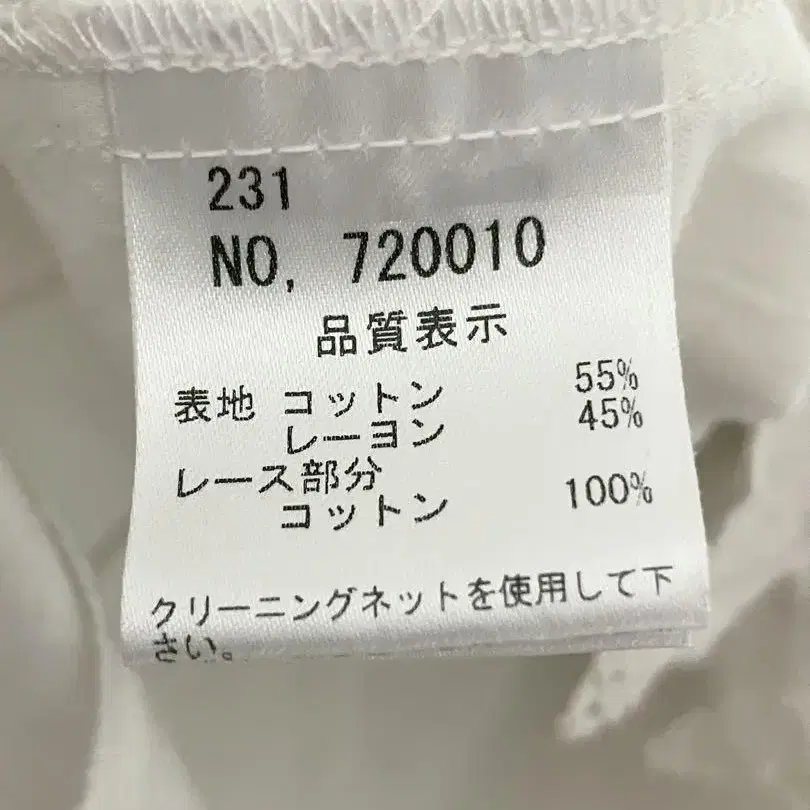 231
NO, 720010
品質表示
表地 コットン 55%
レーヨン 45%
レース部分
コットン 100%
クリーニングネットを使用して下
さい。